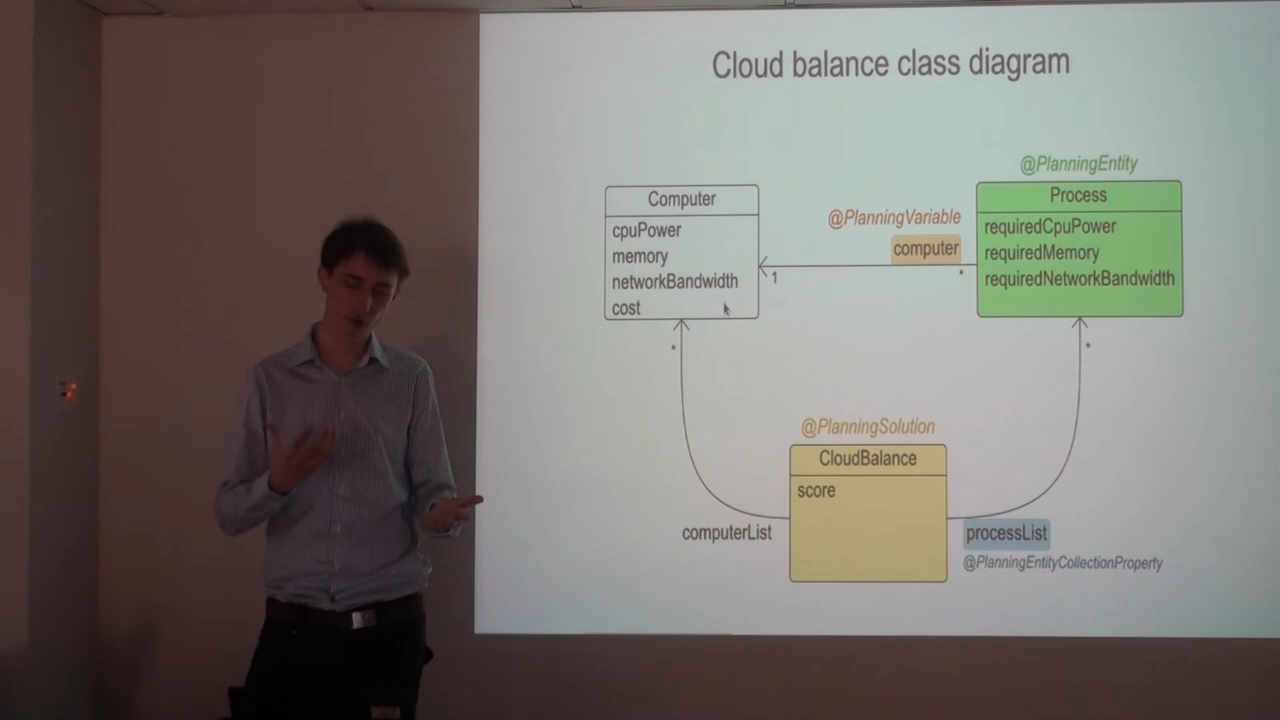 Cloud balance class diagram
@PlanningEntity
Computer
Process
cpuPower
memory
networkBandwidth
cost
@PlanningVariable
computer
1
*
requiredCpuPower
requiredMemory
requiredNetworkBandwidth
*
*
@PlanningSolution
CloudBalance
score
computerList
processList
@PlanningEntityCollectionProperty